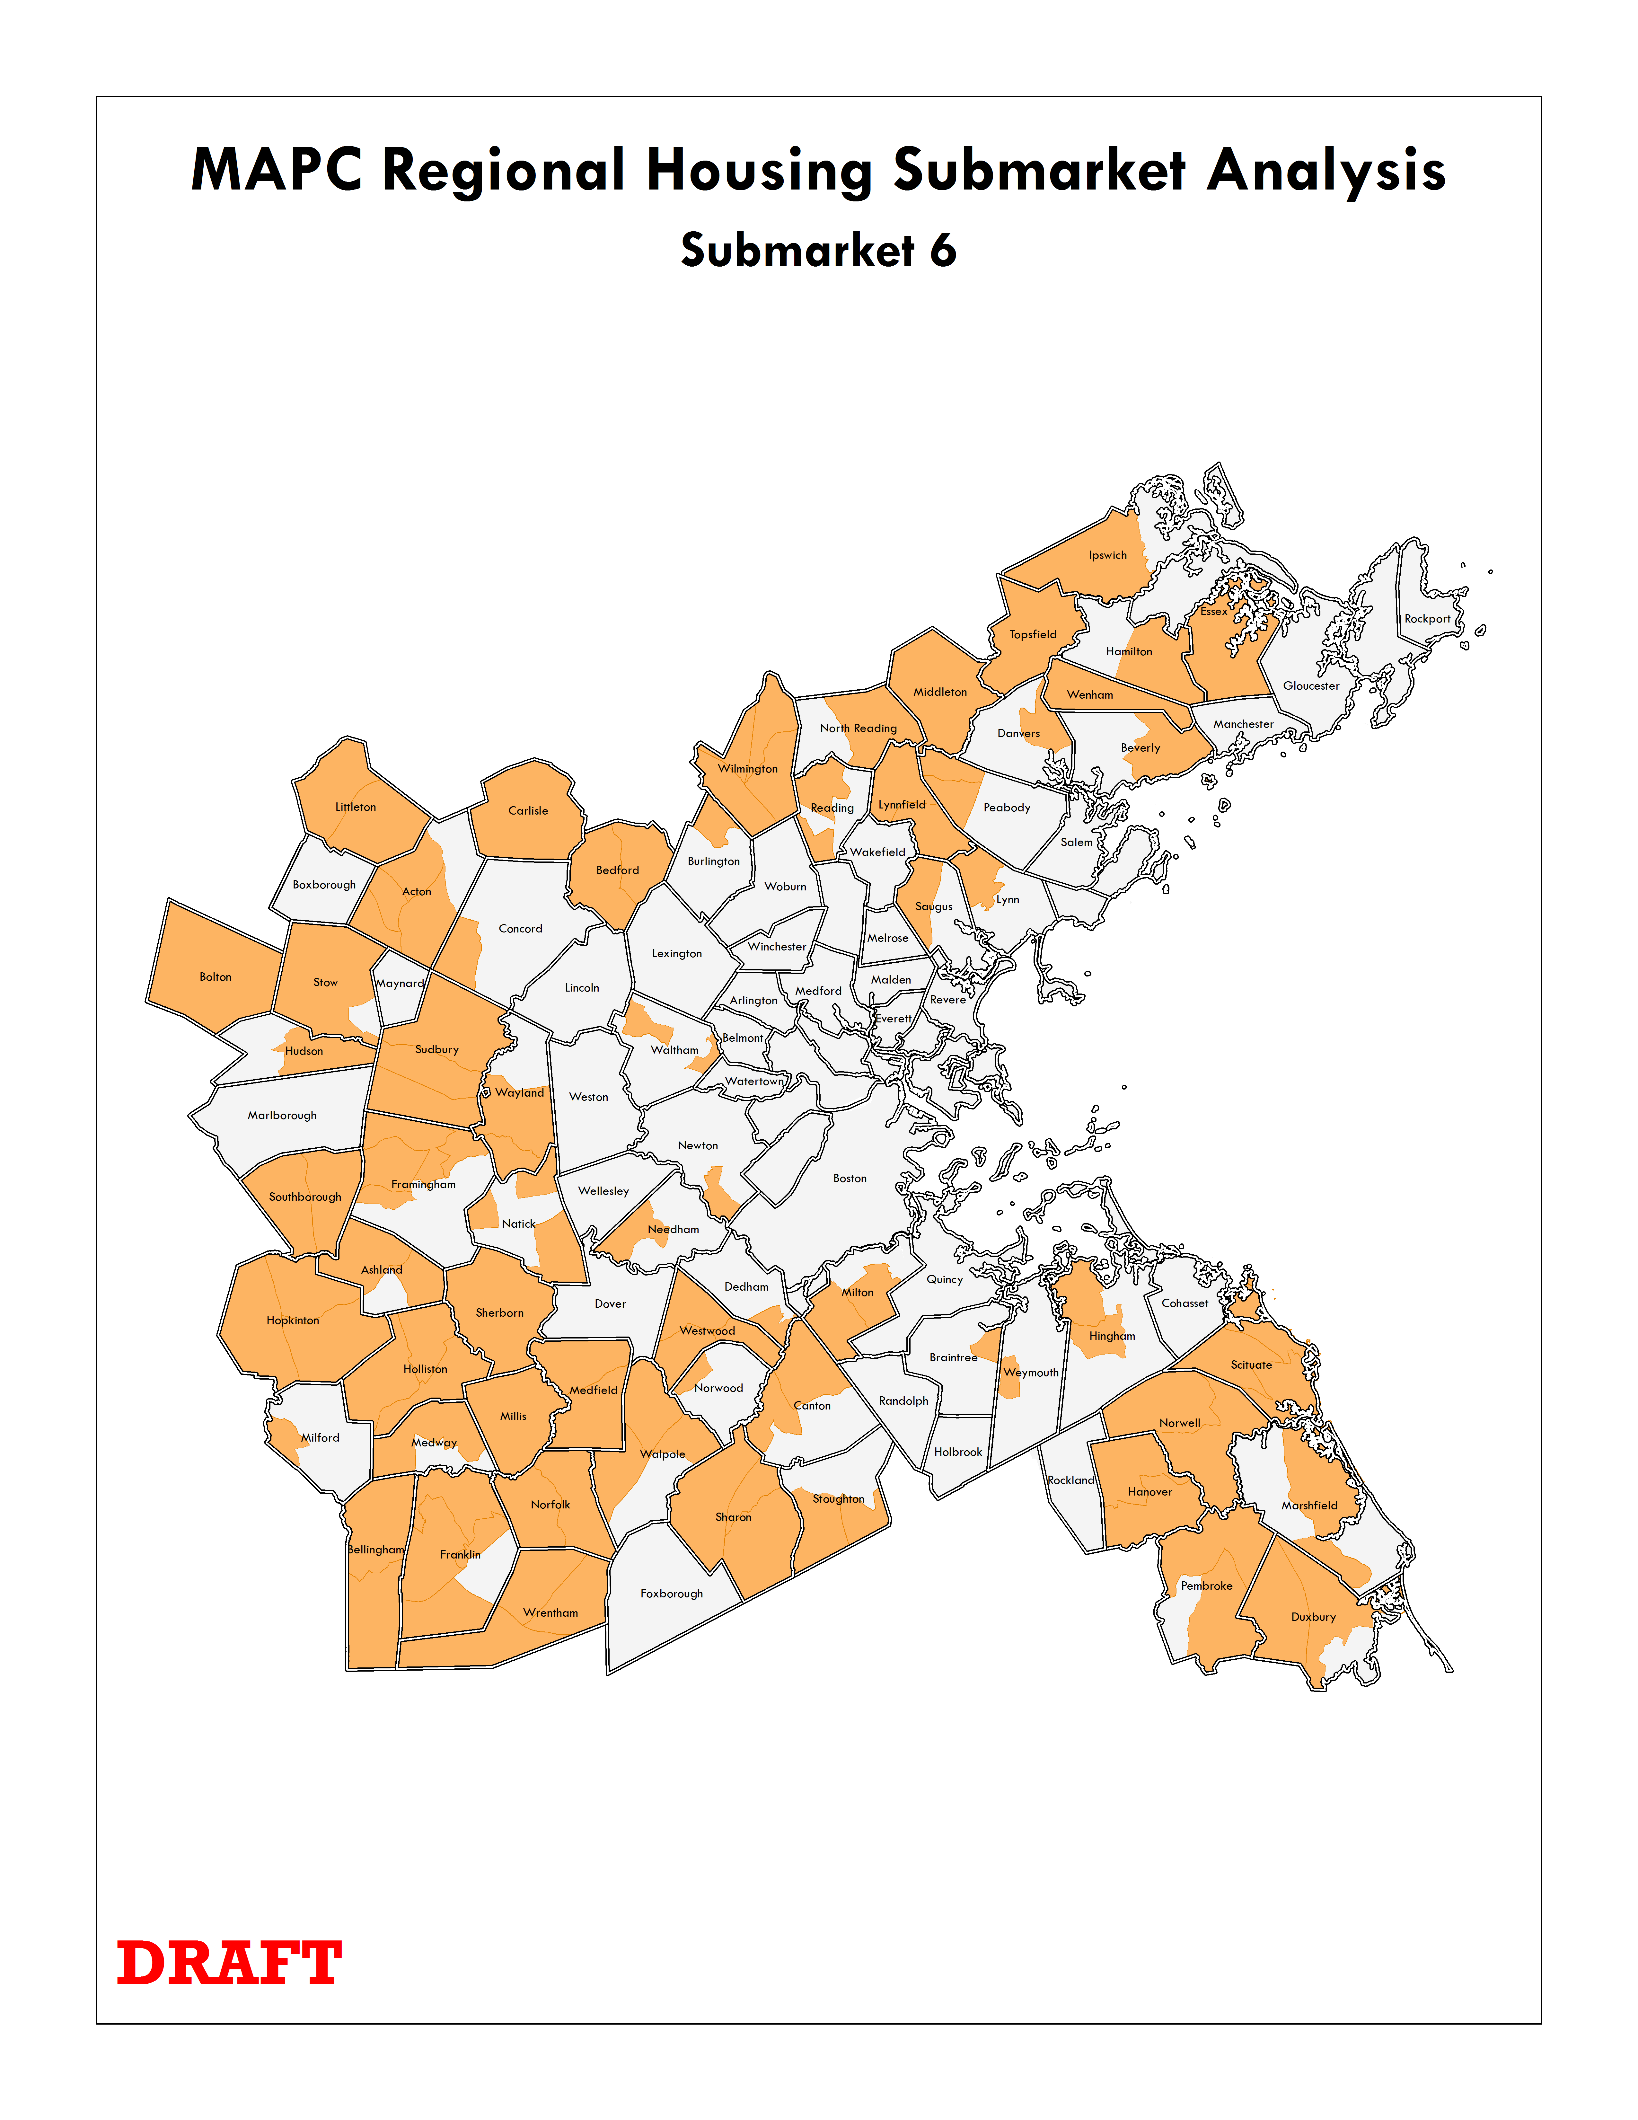 MAPC Regional Housing Submarket Analysis
Submarket 6
Ipswich
Essex
Rockport
Topsfield
Hamilton
Gloucester
Middleton
Wenham
Manchester
North Reading
Danvers
Beverly
Wilmington
Littleton
Carlisle
Reading
Lynnfield
Peabody
Salem
Wakefield
Burlington
Bedford
Boxborough
Acton
Woburn
Saugus
Lynn
Concord
Melrose
Winchester
Lexington
Bolton
Stow
Maynard
Lincoln
Malden
Medford
Arlington
Revere
Everett
Belmont
Hudson
Sudbury
Waltham
Watertown
Wayland
Weston
Marlborough
Newton
Boston
Framingham
Wellesley
Southborough
Natick
Needham
Ashland
Quincy
Dedham
Milton
Dover
Cohasset
Sherborn
Hopkinton
Westwood
Hingham
Braintree
Scituate
Holliston
Weymouth
Medfield
Norwood
Randolph
Canton
Millis
Norwell
Milford
Medway
Holbrook
Walpole
Rockland
Hanover
Stoughton
Norfolk
Marshfield
Sharon
Bellingham
Franklin
Pembroke
Foxborough
Wrentham
Duxbury
DRAFT